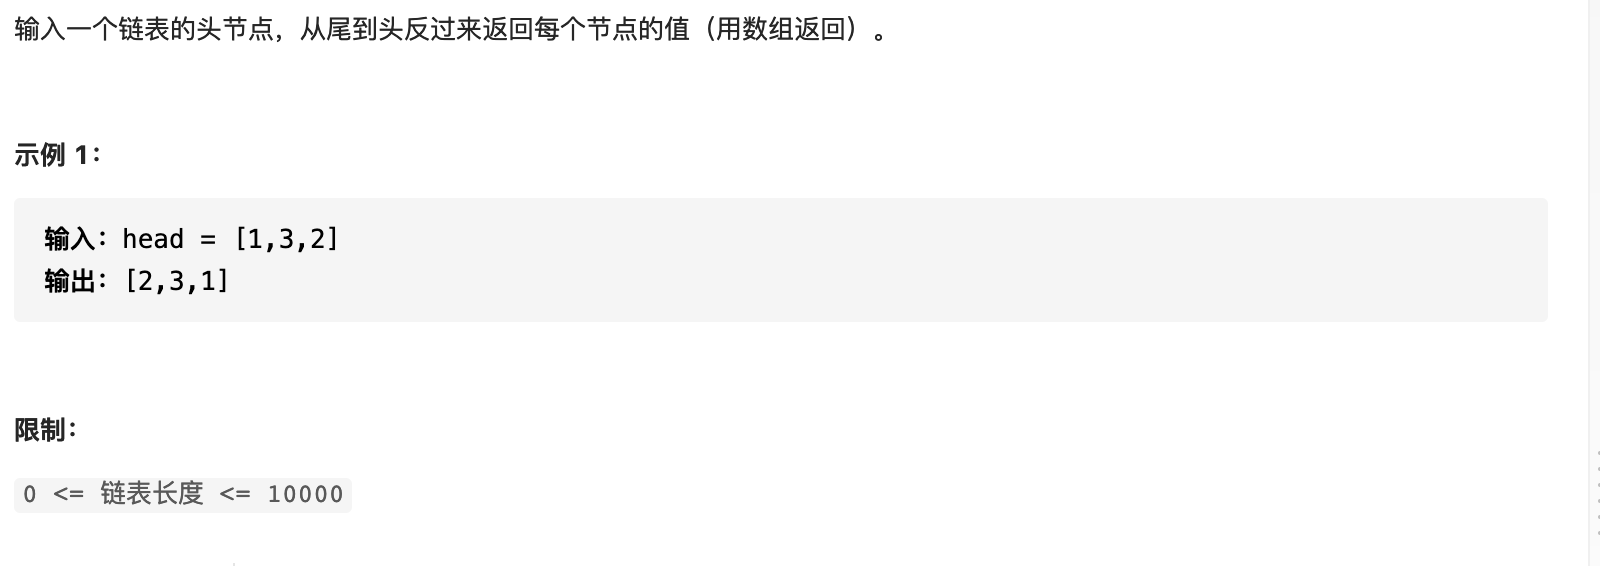 输入一个链表的头节点，从尾到头反过来返回每个节点的值（用数组返回）。
示例 1：
输入：head = [1,3,2]
输出：[2,3,1]
限制：
0 <= 链表长度 <= 10000